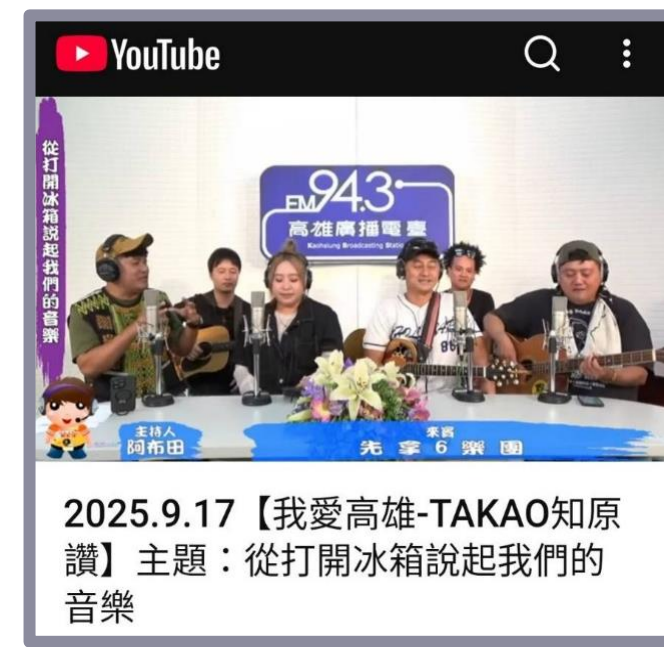 YouTube
從打開冰箱說起我們的音樂
FM94.3
高雄廣播電臺
Kaohsiung Broadcasting Station
主持人
阿布田
來賓
先拿6樂團
2025.9.17【我愛高雄-TAKAO知原
讚】主題：從打開冰箱說起我們的
音樂